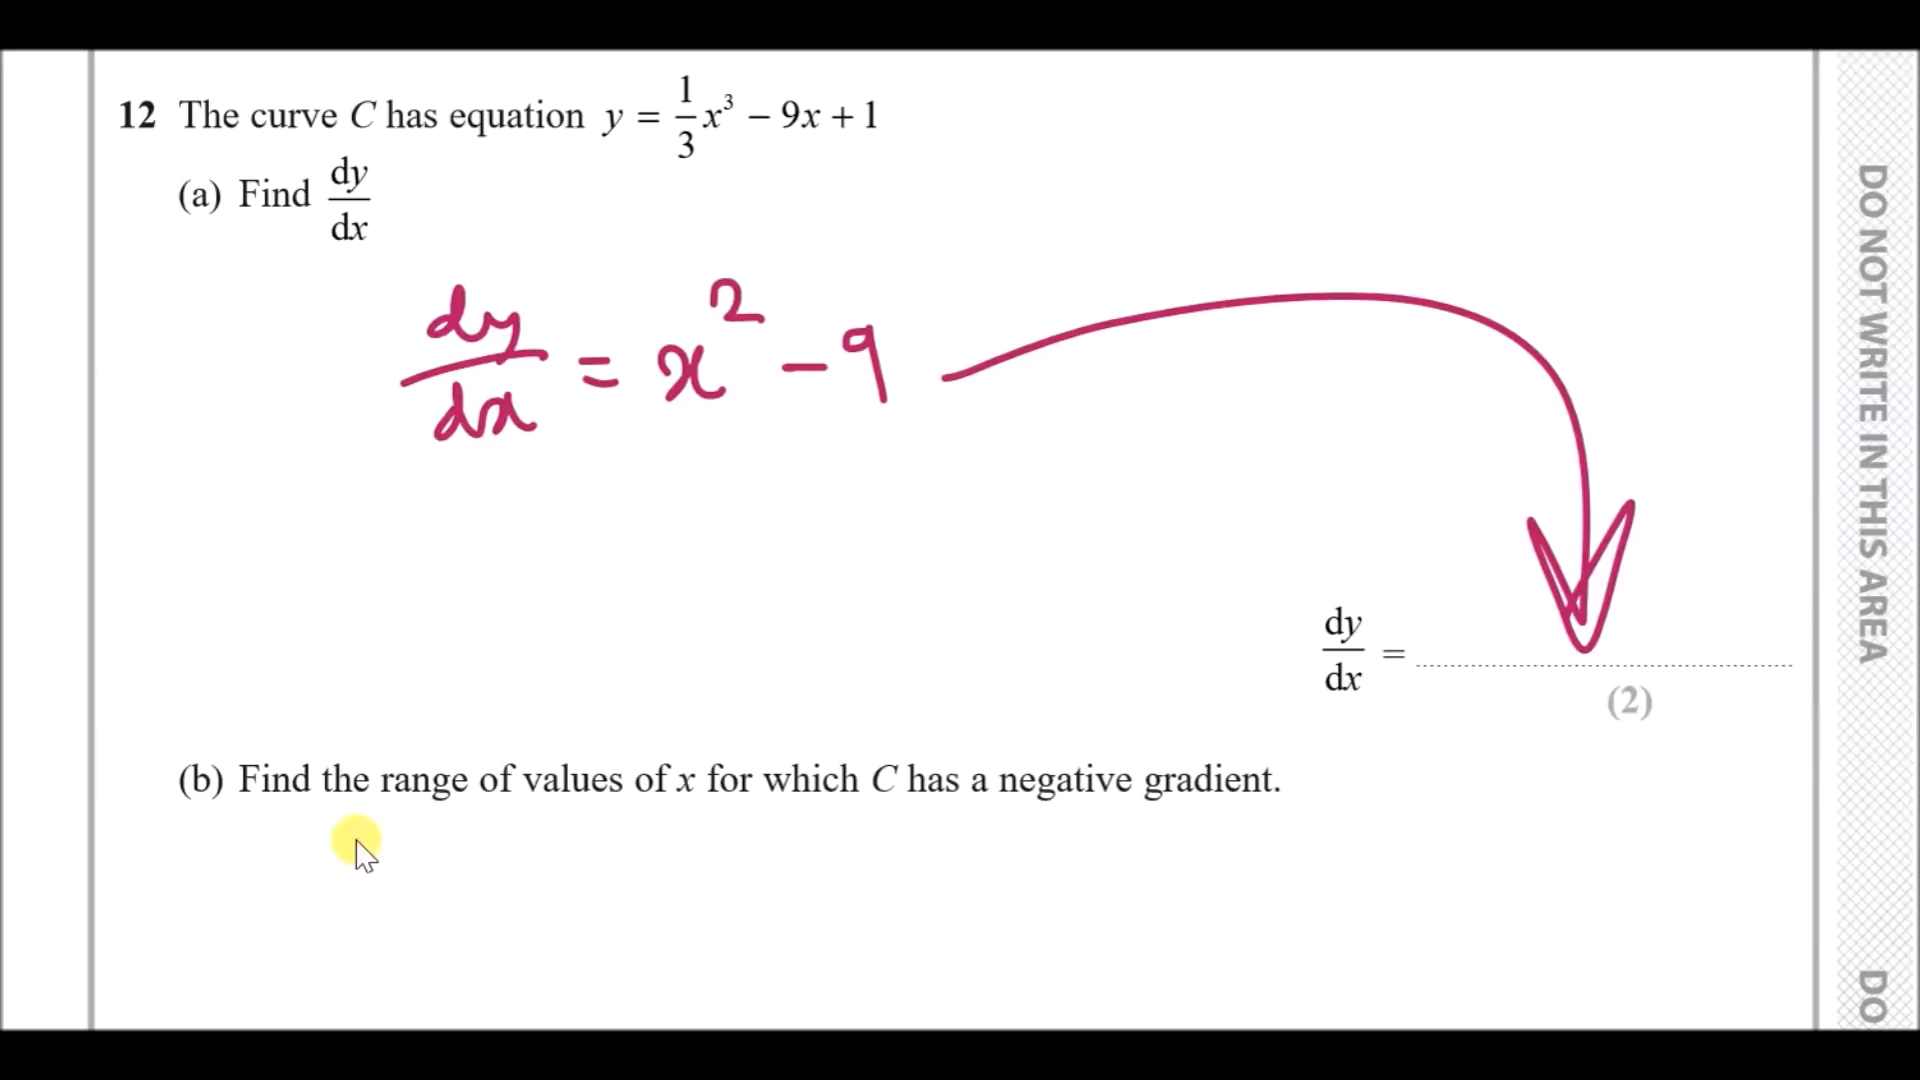 12 The curve C has equation y = 1/3 x³ − 9x + 1
(a) Find dy/dx
dy/dx = x² − 9
dy/dx = ........................................
(2)
(b) Find the range of values of x for which C has a negative gradient.
DO NOT WRITE IN THIS AREA
DO